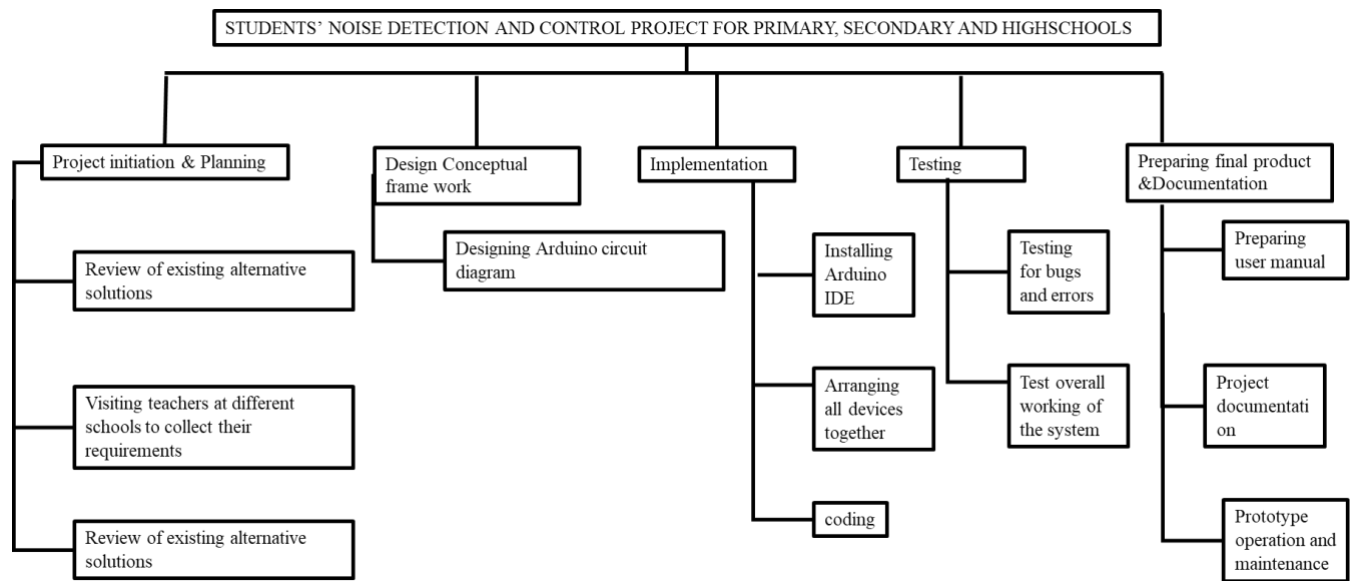 STUDENTS’ NOISE DETECTION AND CONTROL PROJECT FOR PRIMARY, SECONDARY AND HIGHSCHOOLS
Project initiation & Planning
Review of existing alternative
solutions
Visiting teachers at different
schools to collect their
requirements
Review of existing alternative
solutions
Design Conceptual
frame work
Designing Arduino circuit
diagram
Implementation
Installing
Arduino
IDE
Arranging
all devices
together
coding
Testing
Testing
for bugs
and errors
Test overall
working of
the system
Preparing final product
&Documentation
Preparing
user manual
Project
documentati
on
Prototype
operation and
maintenance